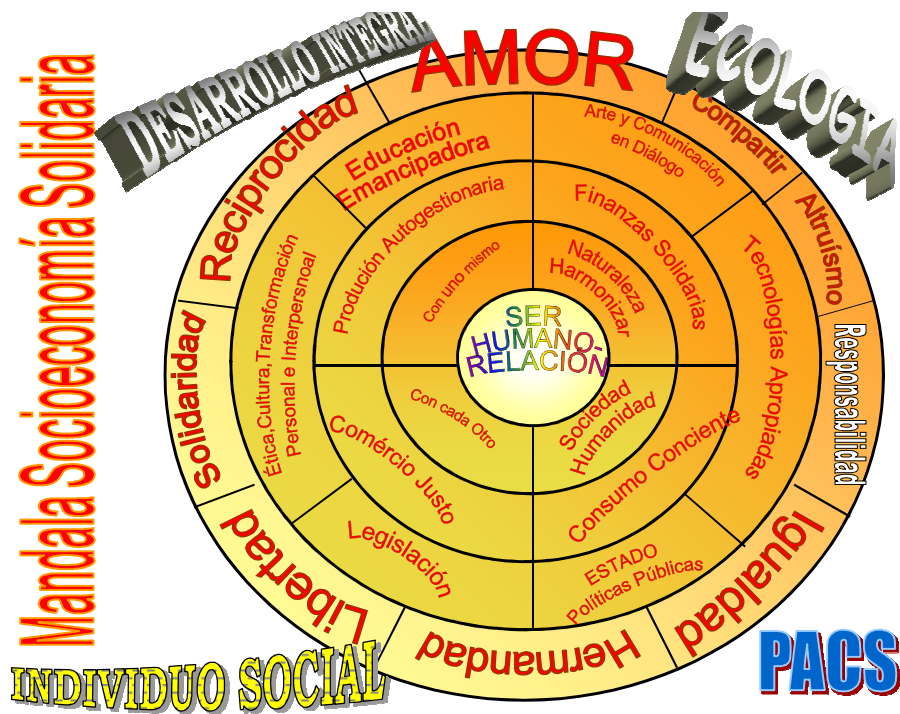 Mandala Socioeconomía Solidaria
DESARROLLO INTEGRAL
AMOR
ECOLOGIA
Reciprocidad
Compartir
Altruísmo
Responsabilidad
Igualdad
Hermandad
Libertad
Solidaridad
Educación
Emancipadora
Arte y Comunicación
en Diálogo
Tecnologías Apropiadas
ESTADO
Políticas Públicas
Legislación
Ética,Cultura,Transformación
Personal e Interpersnoal
Produción Autogestionaria
Finanzas Solidarias
Consumo Conciente
Comércio Justo
Con uno mismo
Naturaleza
Harmonizar
Sociedad
Humanidad
Con cada Otro
SER
HUMANO-
RELACIÓN
INDIVIDUO SOCIAL
PACS